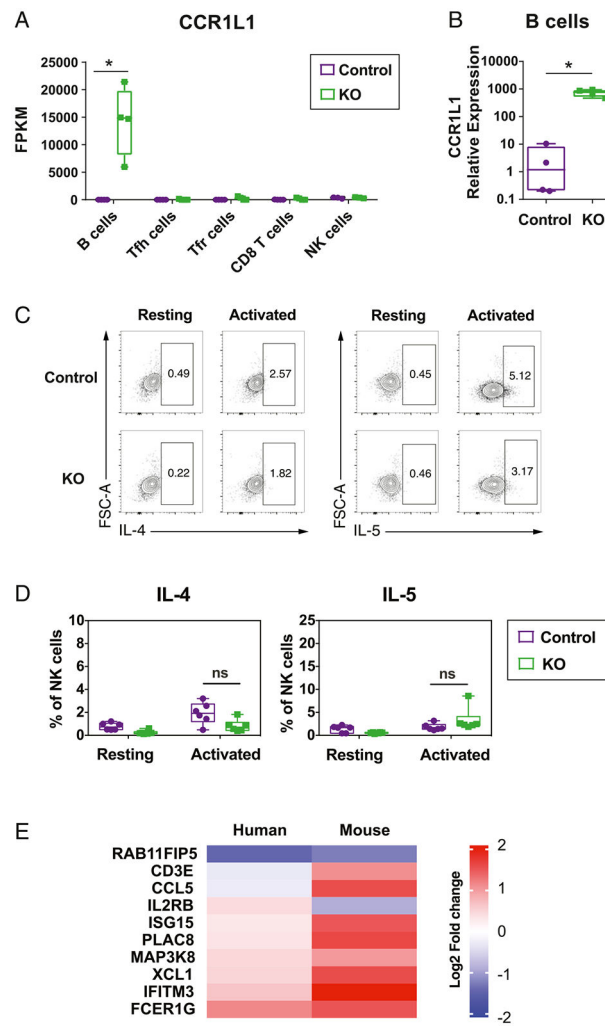 A
CCR1L1
Control
KO
*
FPKM
25000
20000
15000
10000
5000
0
B cells
Tfh cells
Tfr cells
CD8 T cells
NK cells
B
B cells
*
CCR1L1
Relative Expression
10000
1000
100
10
1
0.1
Control
KO
C
Resting
Activated
Resting
Activated
Control
0.49
2.57
0.45
5.12
KO
0.22
1.82
0.46
3.17
FSC-A
IL-4
FSC-A
IL-5
D
IL-4
% of NK cells
10
8
6
4
2
0
ns
Resting
Activated
IL-5
% of NK cells
25
20
15
10
5
0
ns
Resting
Activated
Control
KO
E
Human
Mouse
RAB11FIP5
CD3E
CCL5
IL2RB
ISG15
PLAC8
MAP3K8
XCL1
IFITM3
FCER1G
2
1
0
-1
-2
Log2 Fold change